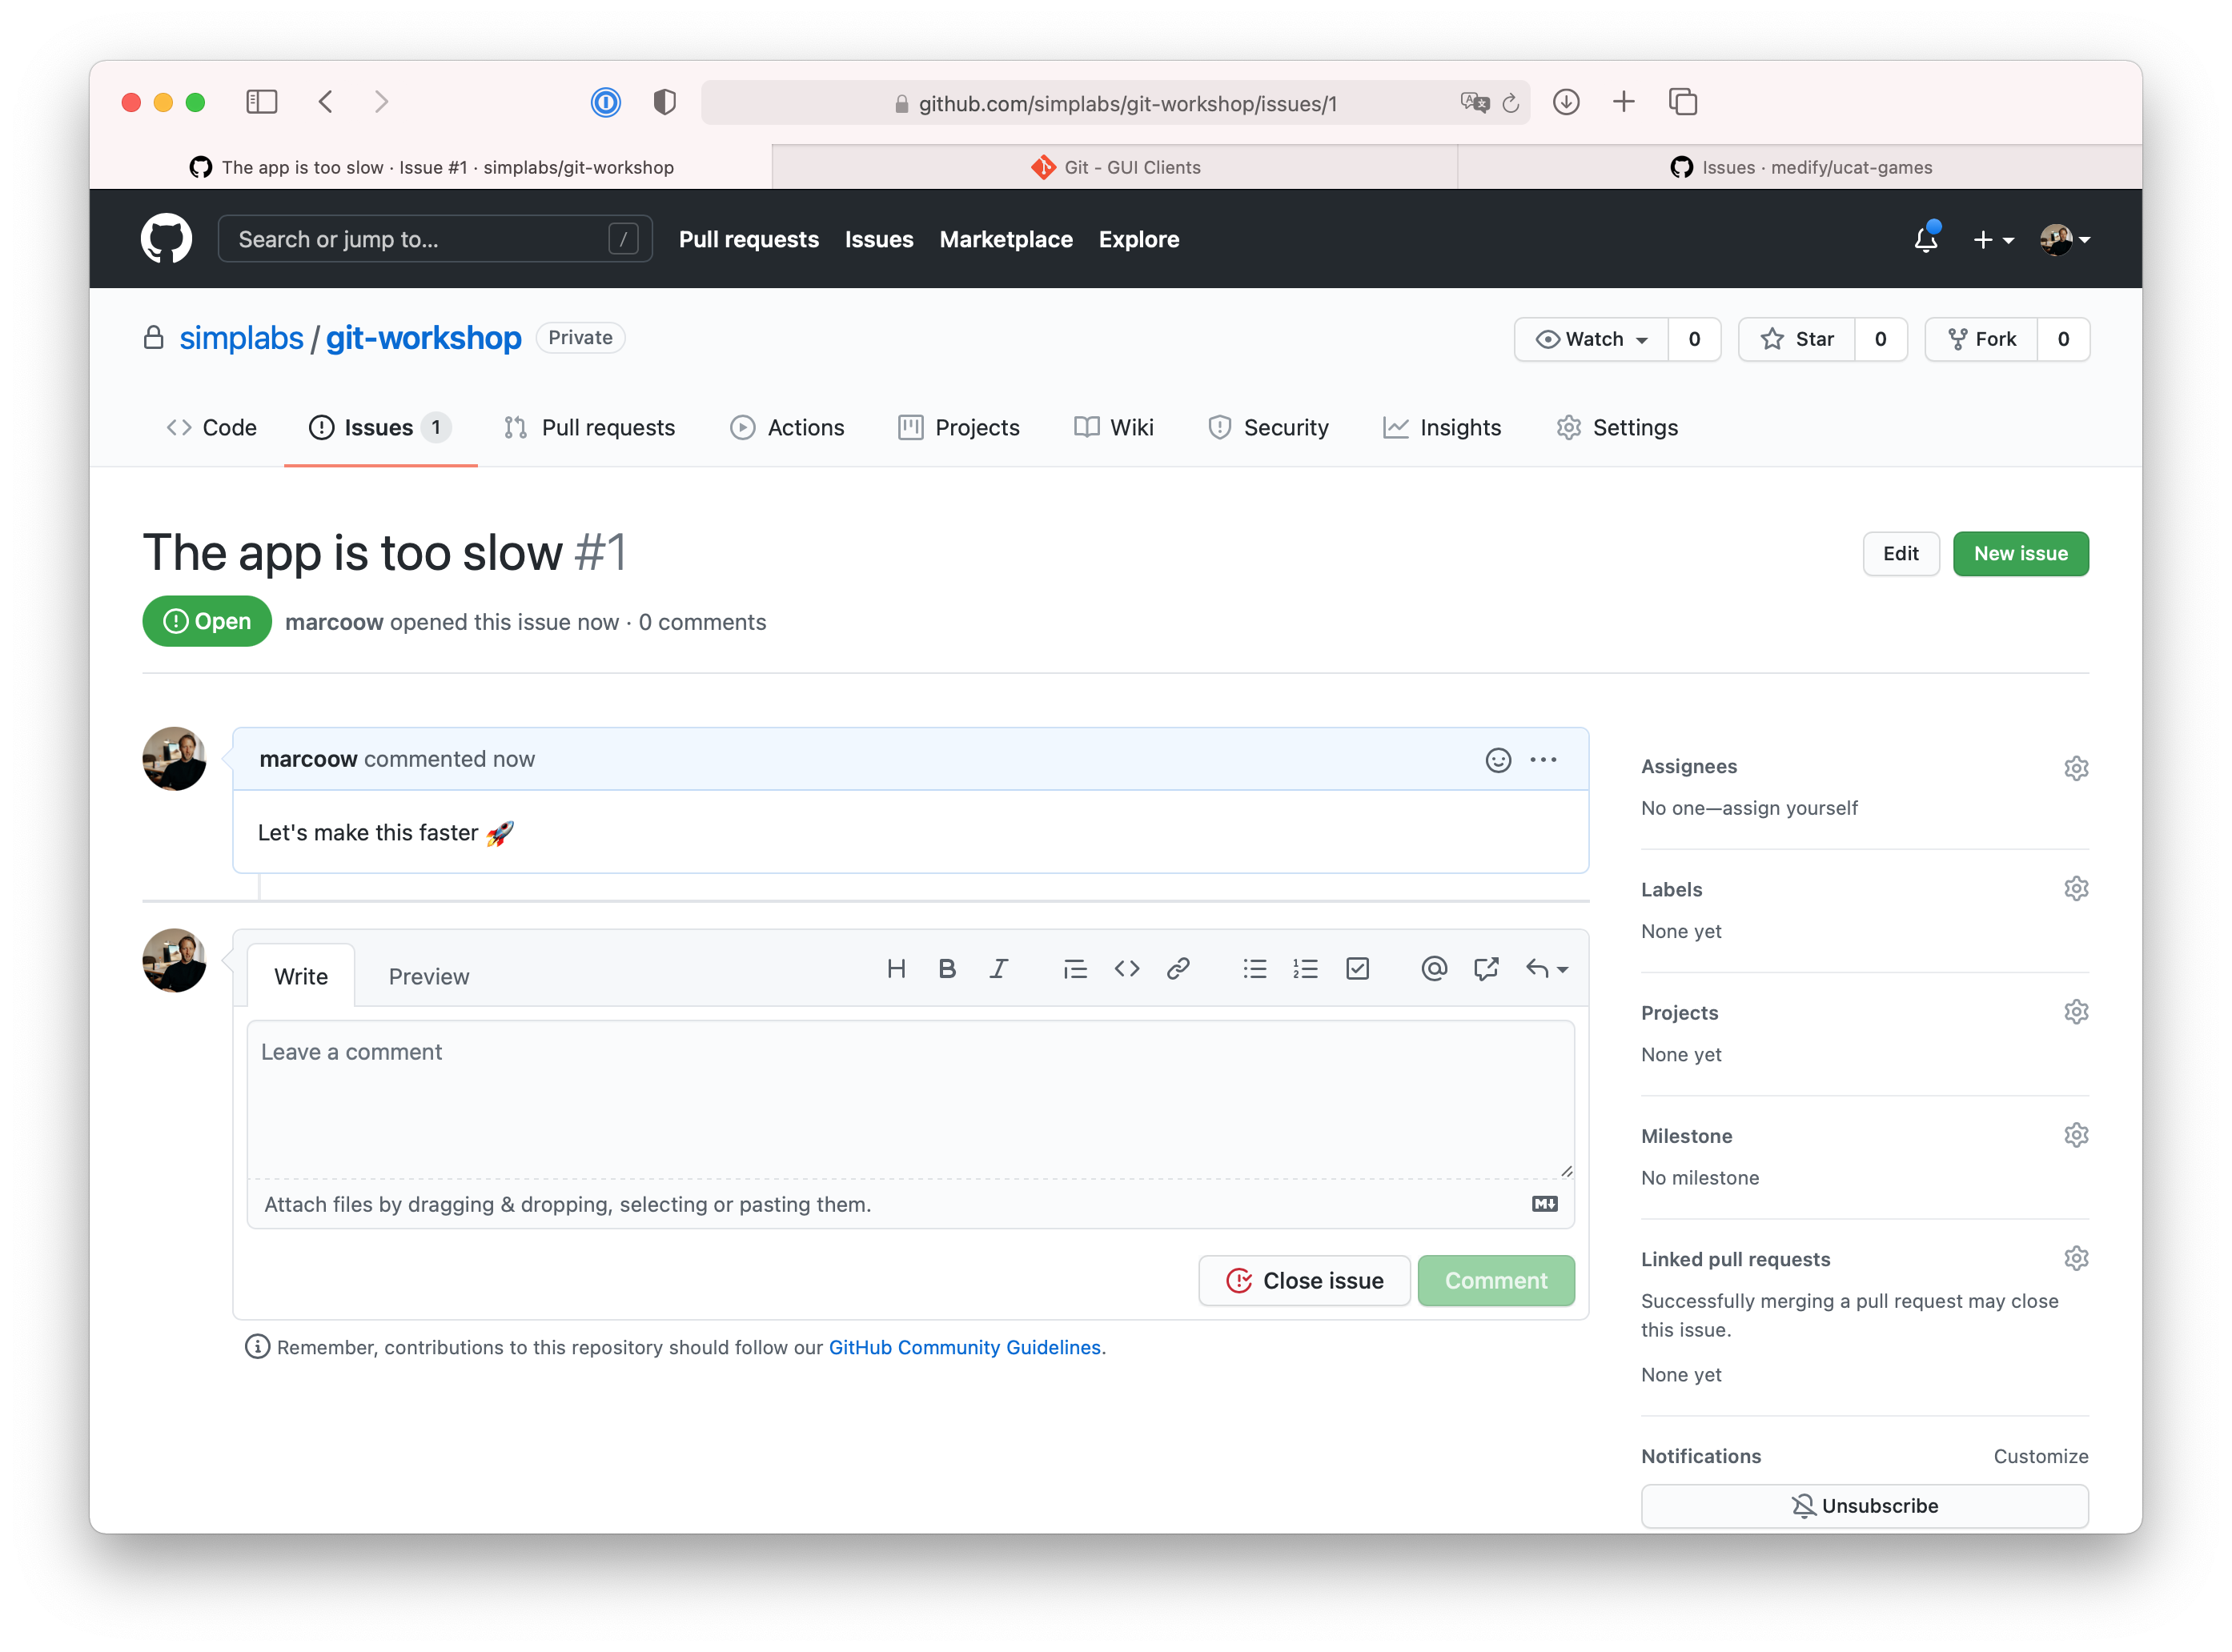 github.com/simplabs/git-workshop/issues/1
The app is too slow · Issue #1 · simplabs/git-workshop
Git - GUI Clients
Issues · medify/ucat-games
Search or jump to... /
Pull requests Issues Marketplace Explore
simplabs / git-workshop Private
Watch 0 Star 0 Fork 0
Code Issues 1 Pull requests Actions Projects Wiki Security Insights Settings
The app is too slow #1
Edit New issue
Open marcoow opened this issue now · 0 comments
marcoow commented now
Let's make this faster 🚀
Write Preview
Leave a comment
Attach files by dragging & dropping, selecting or pasting them.
Close issue Comment
Remember, contributions to this repository should follow our GitHub Community Guidelines.
Assignees
No one—assign yourself
Labels
None yet
Projects
None yet
Milestone
No milestone
Linked pull requests
Successfully merging a pull request may close
this issue.
None yet
Notifications Customize
Unsubscribe